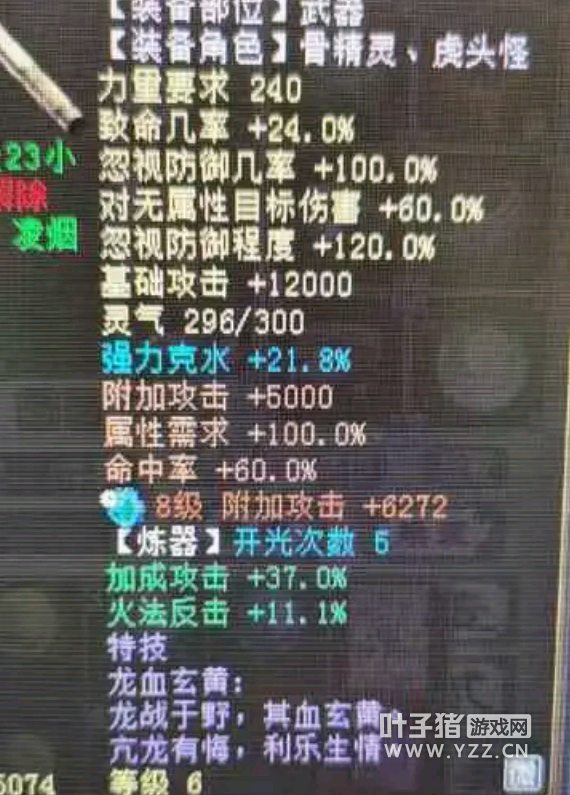 【装备部位】武器
【装备角色】骨精灵、虎头怪
力量要求 240
致命几率 +24.0%
23小
忽视防御几率 +100.0%
对无属性目标伤害 +60.0%
凌烟
忽视防御程度 +120.0%
基础攻击 +12000
灵气 296/300
强力克水 +21.8%
附加攻击 +5000
属性需求 +100.0%
命中率 +60.0%
8级 附加攻击 +6272
【炼器】开光次数 5
加成攻击 +37.0%
火法反击 +11.1%
特技
龙血玄黄:
龙战于野，其血玄黄。
亢龙有悔，利乐生情
叶子猪 游戏网
WWW.YZZ.CN
5074
等级 6